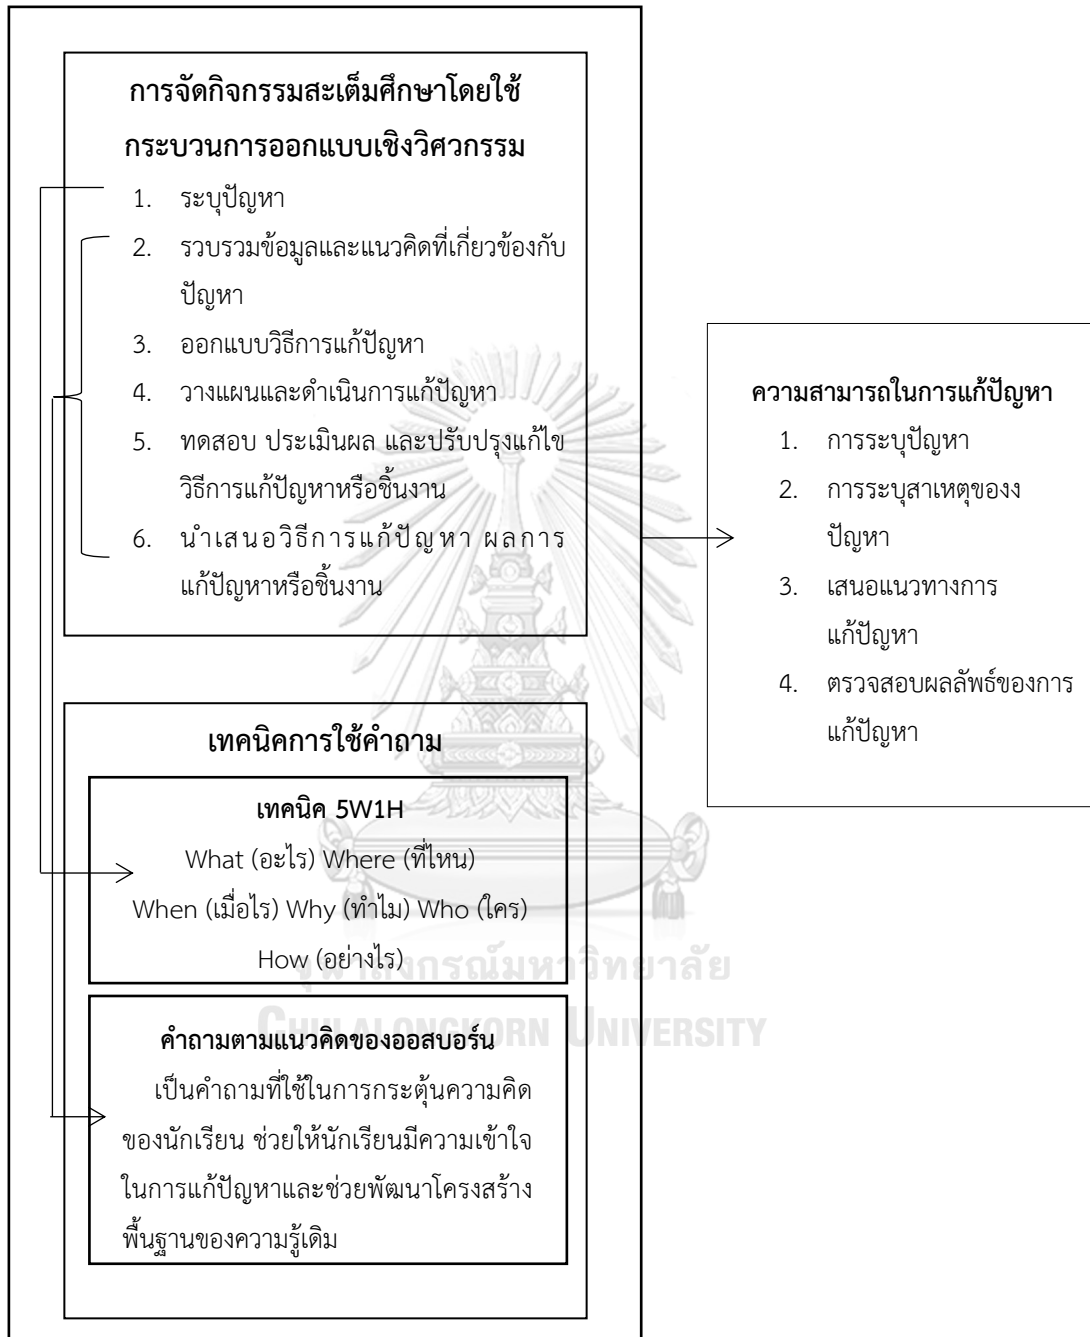 การจัดกิจกรรมสะเต็มศึกษาโดยใช้
กระบวนการออกแบบเชิงวิศวกรรม
1. ระบุปัญหา
2. รวบรวมข้อมูลและแนวคิดที่เกี่ยวข้องกับ
ปัญหา
3. ออกแบบวิธีการแก้ปัญหา
4. วางแผนและดำเนินการแก้ปัญหา
5. ทดสอบ ประเมินผล และปรับปรุงแก้ไข
วิธีการแก้ปัญหาหรือชิ้นงาน
6. นำเสนอวิธีการแก้ปัญหา ผลการ
แก้ปัญหาหรือชิ้นงาน
เทคนิคการใช้คำถาม
เทคนิค 5W1H
What (อะไร) Where (ที่ไหน)
When (เมื่อไร) Why (ทำไม) Who (ใคร)
How (อย่างไร)
คำถามตามแนวคิดของออสบอร์น
เป็นคำถามที่ใช้ในการกระตุ้นความคิด
ของนักเรียน ช่วยให้นักเรียนมีความเข้าใจ
ในการแก้ปัญหาและช่วยพัฒนาโครงสร้าง
พื้นฐานของความรู้เดิม
ความสามารถในการแก้ปัญหา
1. การระบุปัญหา
2. การระบุสาเหตุของง
ปัญหา
3. เสนอแนวทางการ
แก้ปัญหา
4. ตรวจสอบผลลัพธ์ของการ
แก้ปัญหา
จุฬาลงกรณ์มหาวิทยาลัย
CHULALONGKORN UNIVERSITY